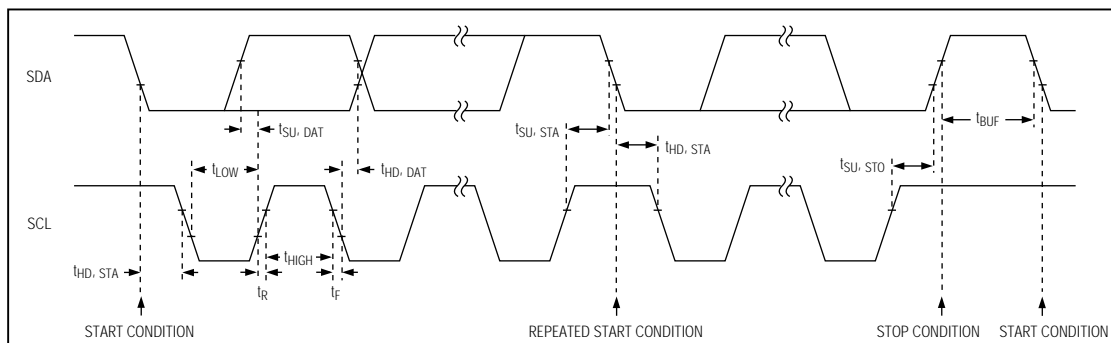 SDA
tSU, DAT
tLOW
tHD, DAT
tSU, STA
tHD, STA
tBUF
tSU, STO
SCL
tHD, STA
tR
tHIGH
tF
START CONDITION
REPEATED START CONDITION
STOP CONDITION
START CONDITION